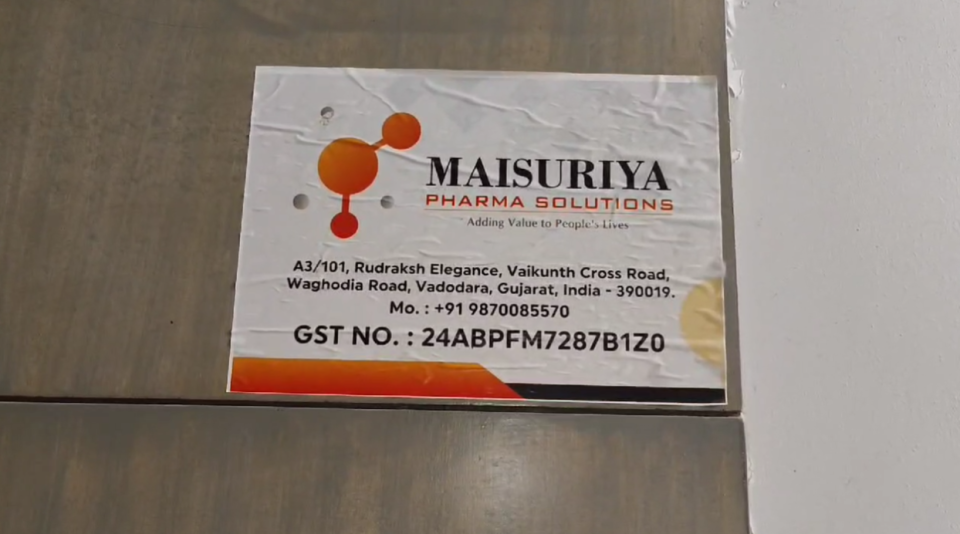 MAISURIYA
PHARMA SOLUTIONS
Adding Value to People's Lives
A3/101, Rudraksh Elegance, Vaikunth Cross Road,
Waghodia Road, Vadodara, Gujarat, India - 390019.
Mo. : +91 9870085570
GST NO. : 24ABPFM7287B1Z0